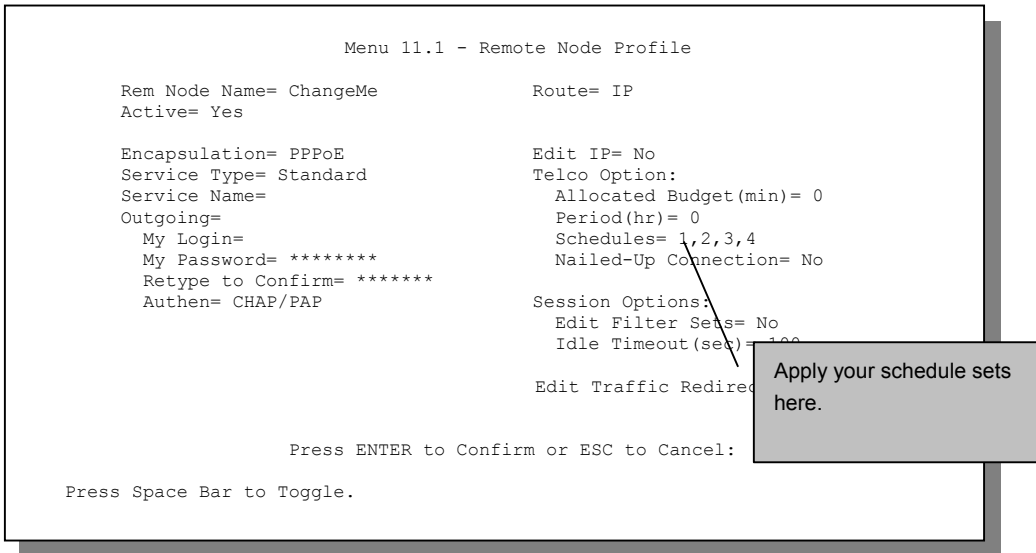 Menu 11.1 - Remote Node Profile
Rem Node Name= ChangeMe Route= IP
Active= Yes
Encapsulation= PPPoE Edit IP= No
Service Type= Standard Telco Option:
Service Name= Allocated Budget(min)= 0
Outgoing= Period(hr)= 0
My Login= Schedules= 1,2,3,4
My Password= ******** Nailed-Up Connection= No
Retype to Confirm= *******
Authen= CHAP/PAP Session Options:
Edit Filter Sets= No
Idle Timeout(sec)= 100
Edit Traffic
Apply your schedule sets
here.
Press ENTER to Confirm or ESC to Cancel:
Press Space Bar to Toggle.